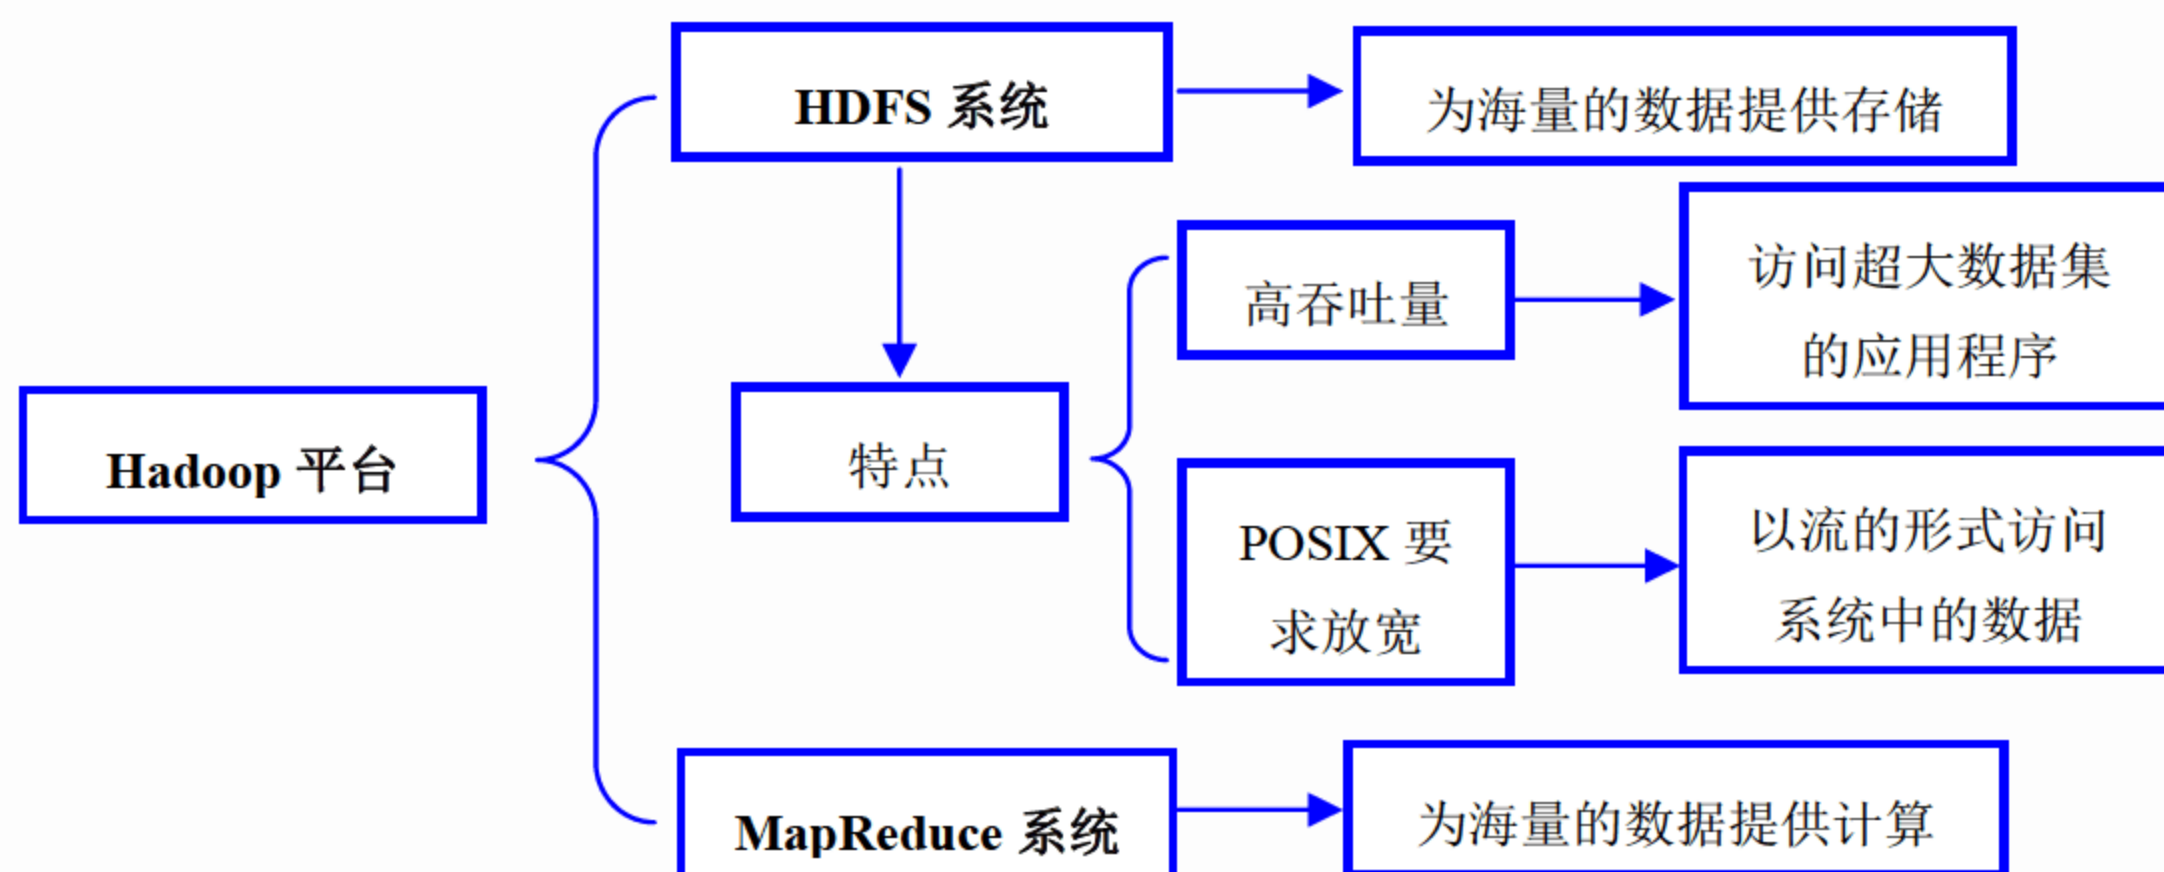 HDFS 系统
为海量的数据提供存储
访问超大数据集
的应用程序
高吞吐量
Hadoop 平台
特点
POSIX 要
求放宽
以流的形式访问
系统中的数据
MapReduce 系统
为海量的数据提供计算